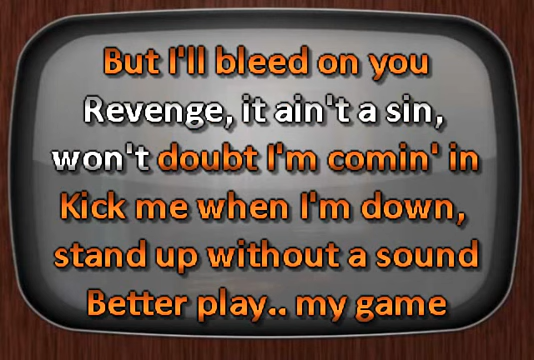 But I'll bleed on you
Revenge, it ain't a sin,
won't doubt I'm comin' in
Kick me when I'm down,
stand up without a sound
Better play.. my game